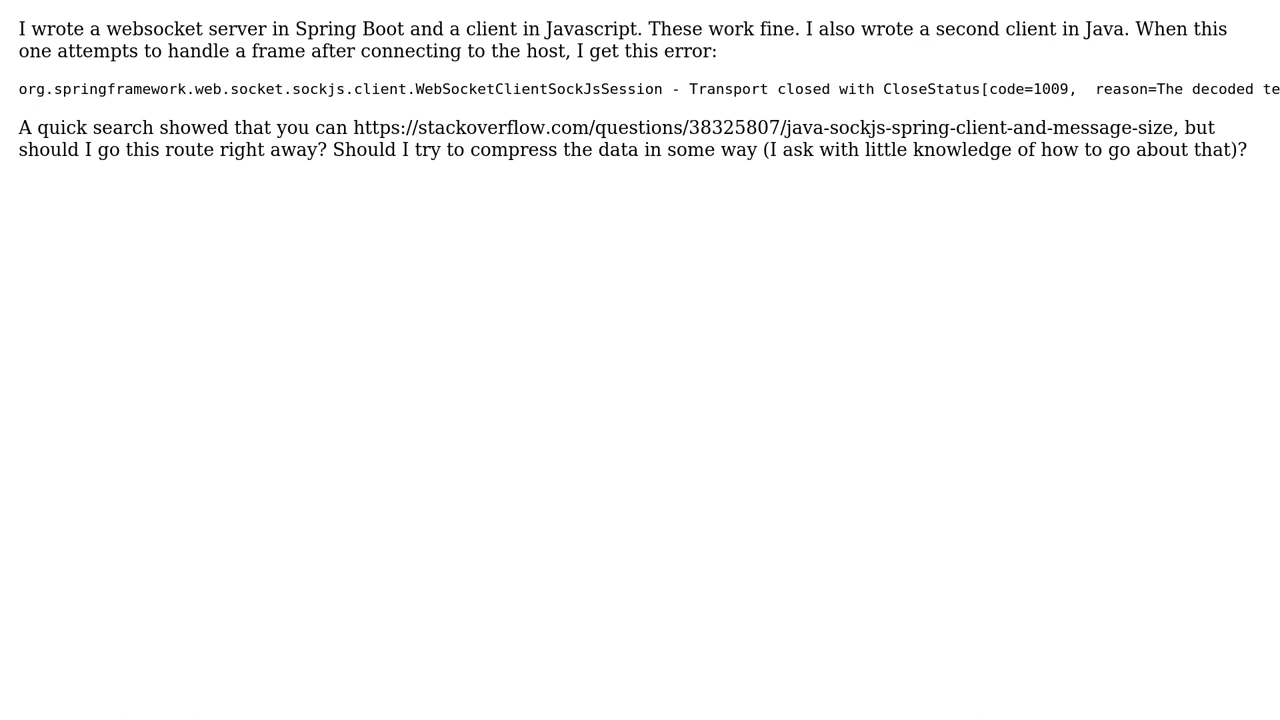 I wrote a websocket server in Spring Boot and a client in Javascript. These work fine. I also wrote a second client in Java. When this
one attempts to handle a frame after connecting to the host, I get this error:
org.springframework.web.socket.sockjs.client.WebSocketClientSockJsSession - Transport closed with CloseStatus[code=1009,  reason=The decoded te
A quick search showed that you can https://stackoverflow.com/questions/38325807/java-sockjs-spring-client-and-message-size, but
should I go this route right away? Should I try to compress the data in some way (I ask with little knowledge of how to go about that)?